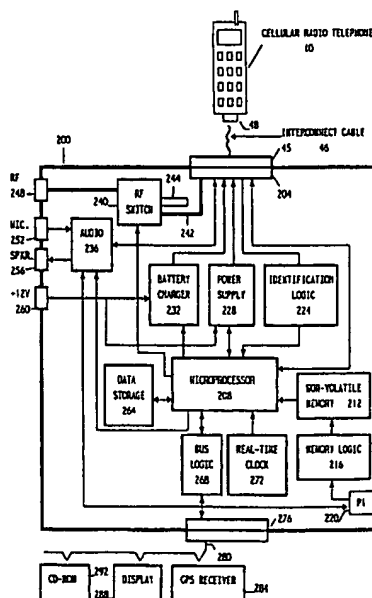 CELLULAR RADIO TELEPHONE
10
48
INTERCONNECT CABLE
46
200
45
204
RF
248
RF
SWITCH
240
244
242
MIC.
252
SPKR.
256
+12V
260
AUDIO
236
BATTERY
CHARGER
232
POWER
SUPPLY
228
IDENTIFICATION
LOGIC
224
DATA
STORAGE
264
MICROPROCESSOR
208
NON-VOLATILE
MEMORY
212
BUS
LOGIC
268
REAL-TIME
CLOCK
272
MEMORY LOGIC
216
P1
220
276
280
CD-ROM
292
DISPLAY
288
GPS RECEIVER
284